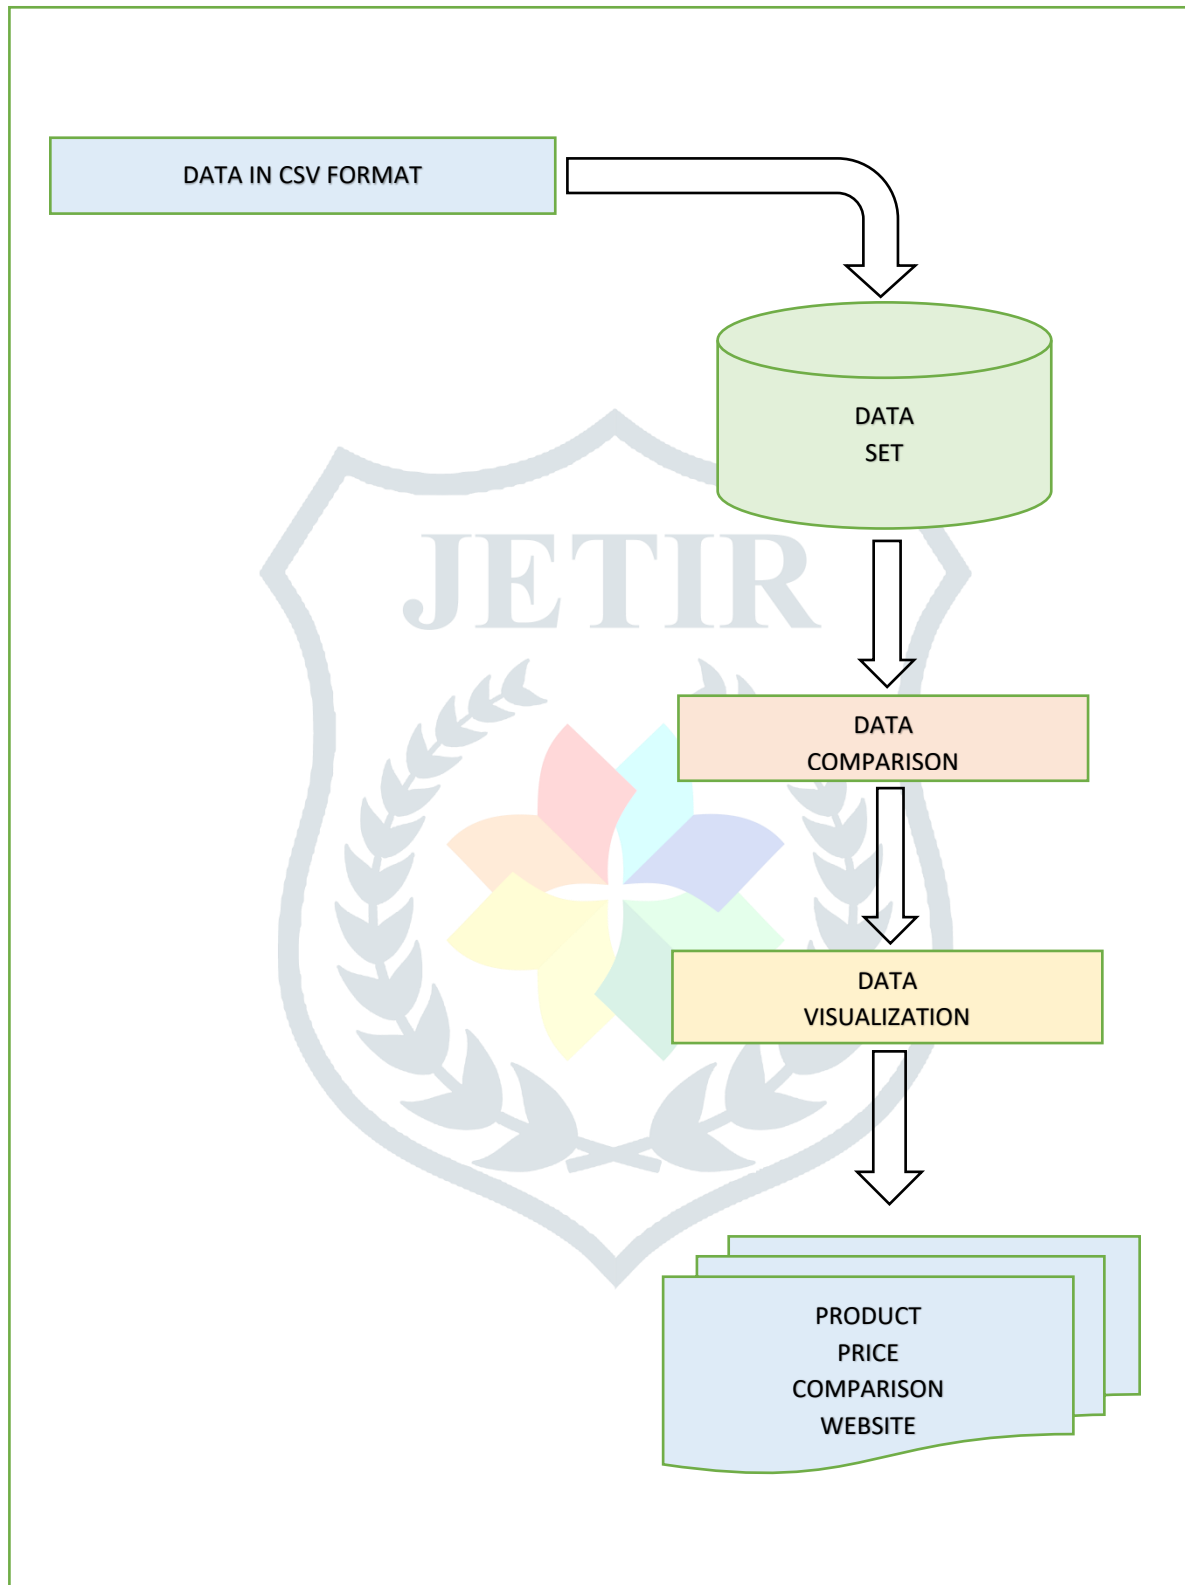 DATA IN CSV FORMAT
DATA
SET
JETIR
DATA
COMPARISON
DATA
VISUALIZATION
PRODUCT
PRICE
COMPARISON
WEBSITE